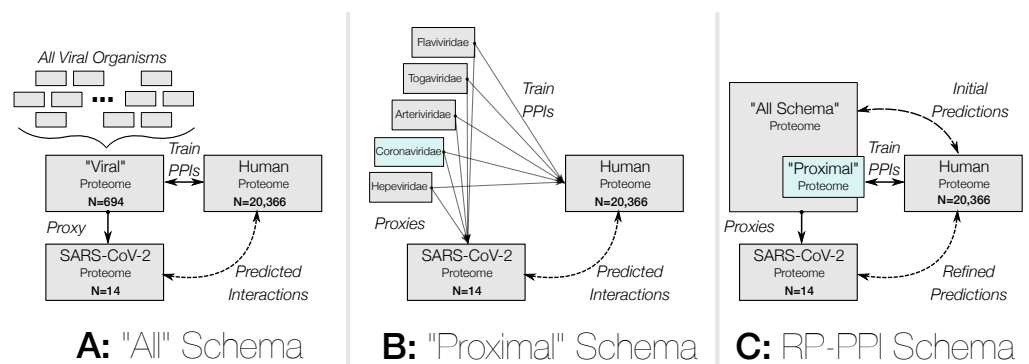 All Viral Organisms
...
"Viral"
Proteome
N=694
Train
PPIs
Human
Proteome
N=20,366
Proxy
SARS-CoV-2
Proteome
N=14
Predicted
Interactions
A: "All" Schema
Flaviviridae
Togaviridae
Arteriviridae
Coronaviridae
Hepeviridae
Train
PPIs
Human
Proteome
N=20,366
Proxies
SARS-CoV-2
Proteome
N=14
Predicted
Interactions
B: "Proximal" Schema
"All Schema"
Proteome
Initial
Predictions
"Proximal"
Proteome
Train
PPIs
Human
Proteome
N=20,366
Proxies
SARS-CoV-2
Proteome
N=14
Refined
Predictions
C: RP-PPI Schema